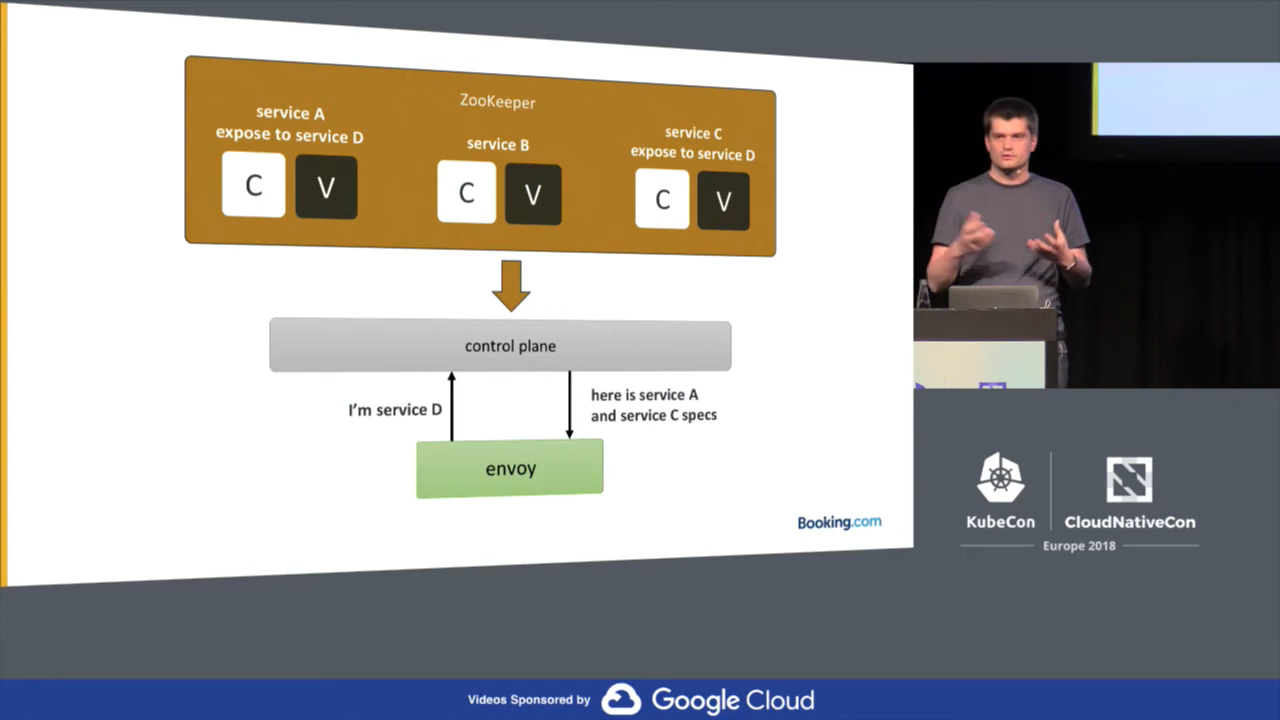 ZooKeeper
service A
expose to service D
C
V
service B
C
V
service C
expose to service D
C
V
control plane
I'm service D
here is service A
and service C specs
envoy
Booking.com
KubeCon
CloudNativeCon
Europe 2018
Videos Sponsored by
Google Cloud